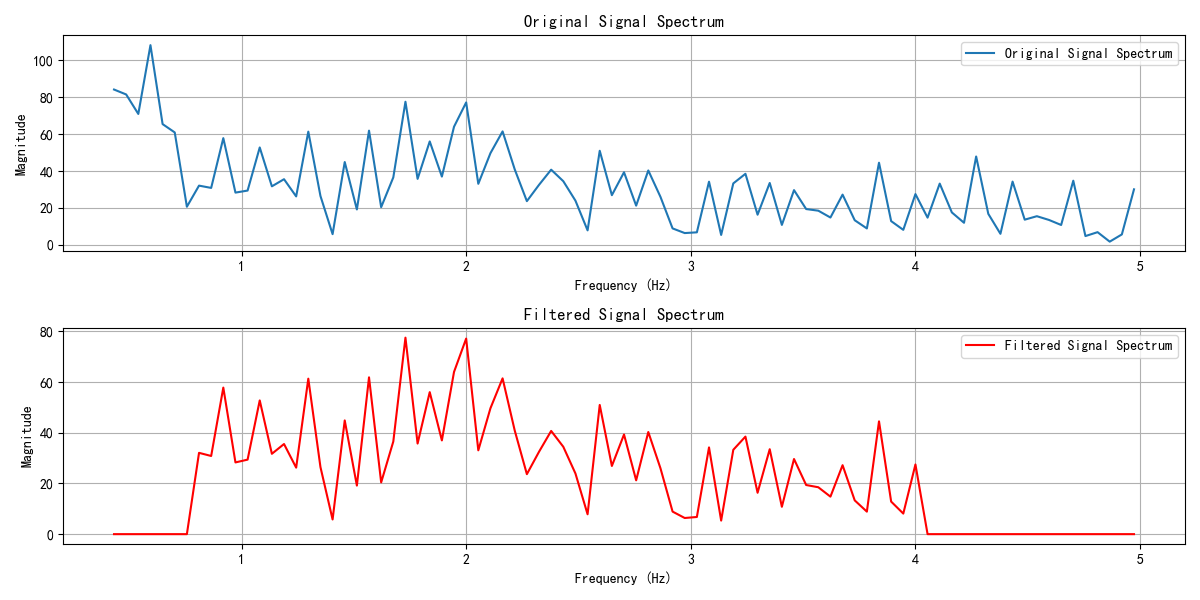 Original Signal Spectrum
Original Signal Spectrum
100
80
60
40
20
0
Magnitude
1 2 3 4 5
Frequency (Hz)
Filtered Signal Spectrum
Filtered Signal Spectrum
80
60
40
20
0
Magnitude
1 2 3 4 5
Frequency (Hz)